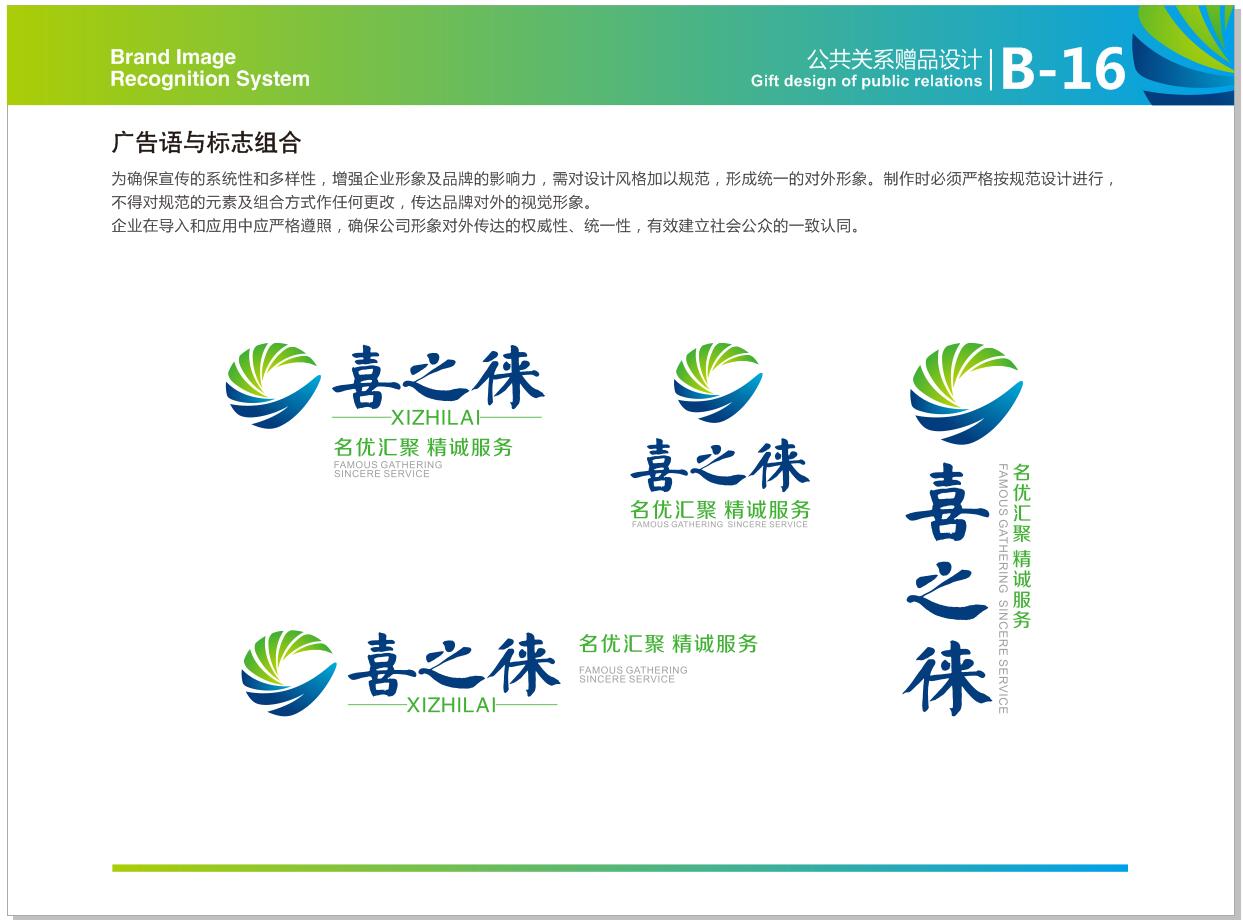 Brand Image
Recognition System
公共关系赠品设计
Gift design of public relations
B-16
广告语与标志组合
为确保宣传的系统性和多样性，增强企业形象及品牌的影响力，需对设计风格加以规范，形成统一的对外形象。制作时必须严格按规范设计进行，
不得对规范的元素及组合方式作任何更改，传达品牌对外的视觉形象。
企业在导入和应用中应严格遵照，确保公司形象对外传达的权威性、统一性，有效建立社会公众的一致认同。
喜之徕
XIZHILAI
名优汇聚 精诚服务
FAMOUS GATHERING
SINCERE SERVICE
喜之徕
名优汇聚 精诚服务
FAMOUS GATHERING SINCERE SERVICE
喜之徕
名优汇聚 精诚服务
FAMOUS GATHERING SINCERE SERVICE
喜之徕
XIZHILAI
名优汇聚 精诚服务
FAMOUS GATHERING
SINCERE SERVICE